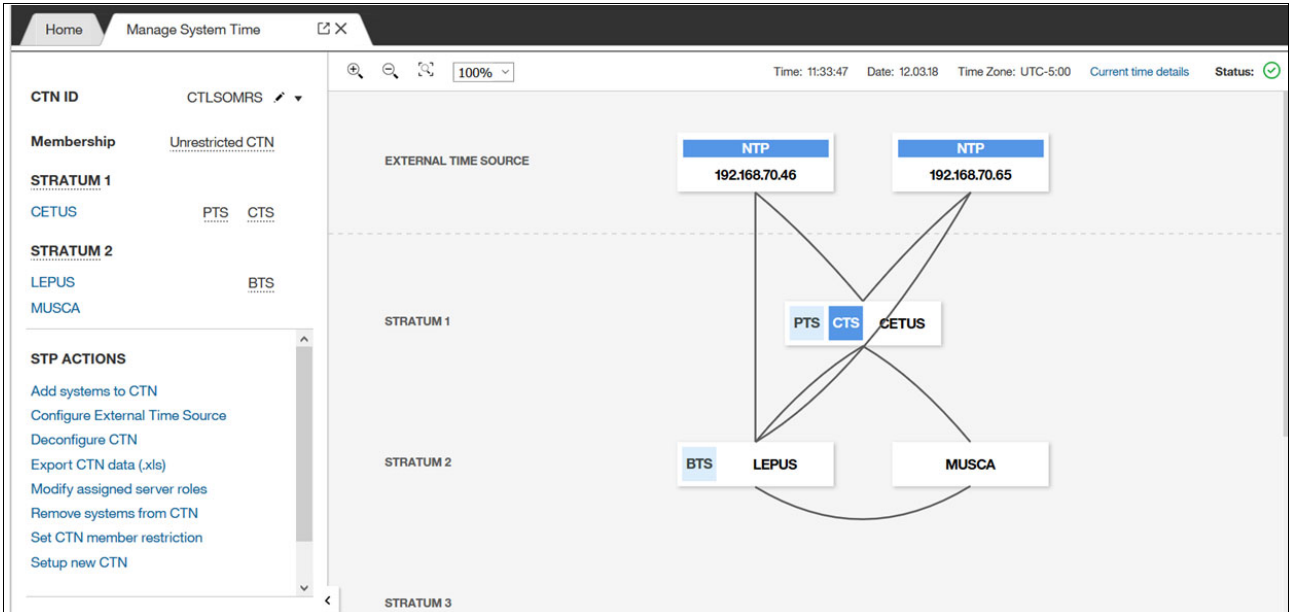 Home
Manage System Time
CTN ID CTLSOMRS
Membership Unrestricted CTN
STRATUM 1
CETUS PTS CTS
STRATUM 2
LEPUS BTS
MUSCA
STP ACTIONS
Add systems to CTN
Configure External Time Source
Deconfigure CTN
Export CTN data (.xls)
Modify assigned server roles
Remove systems from CTN
Set CTN member restriction
Setup new CTN
100%
Time: 11:33:47 Date: 12.03.18 Time Zone: UTC-5:00 Current time details Status:
EXTERNAL TIME SOURCE
NTP
192.168.70.46
NTP
192.168.70.65
STRATUM 1
PTS CTS CETUS
STRATUM 2
BTS LEPUS
MUSCA
STRATUM 3